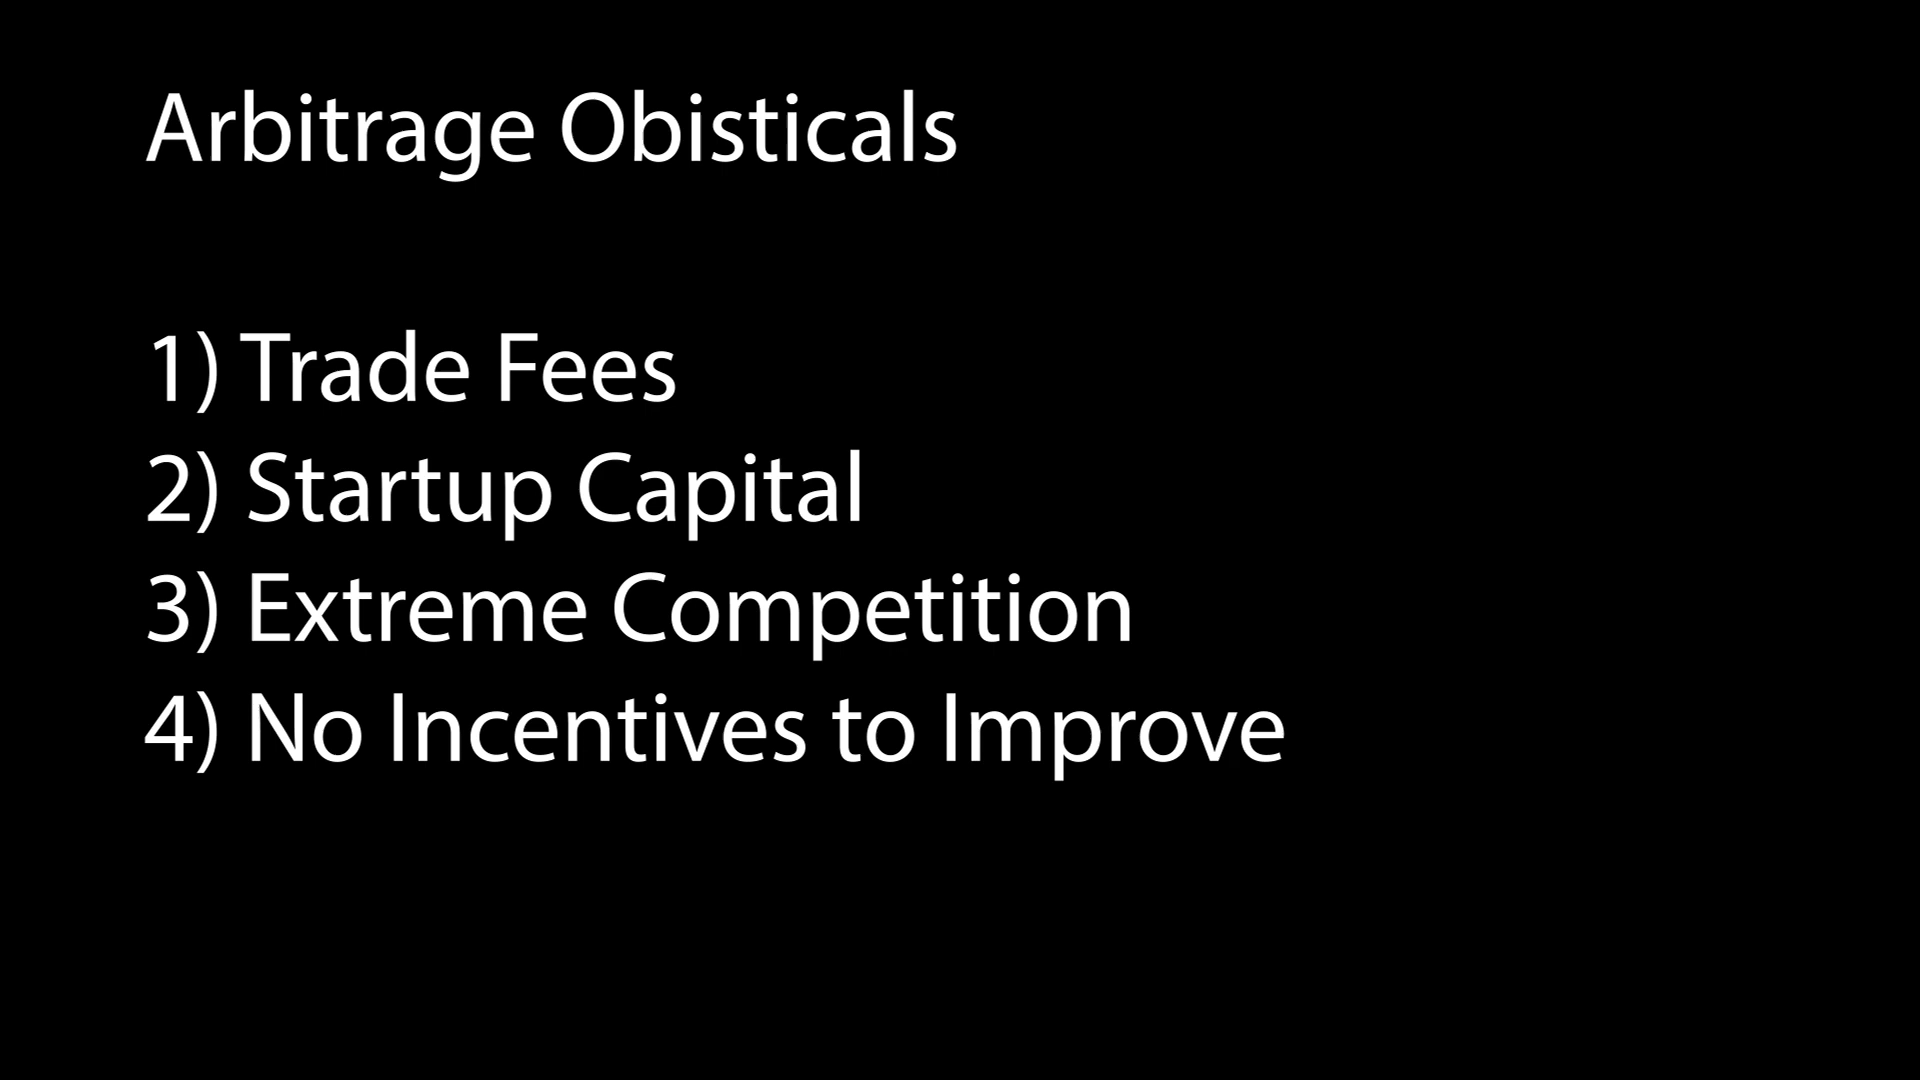 Arbitrage Obisticals
1) Trade Fees
2) Startup Capital
3) Extreme Competition
4) No Incentives to Improve